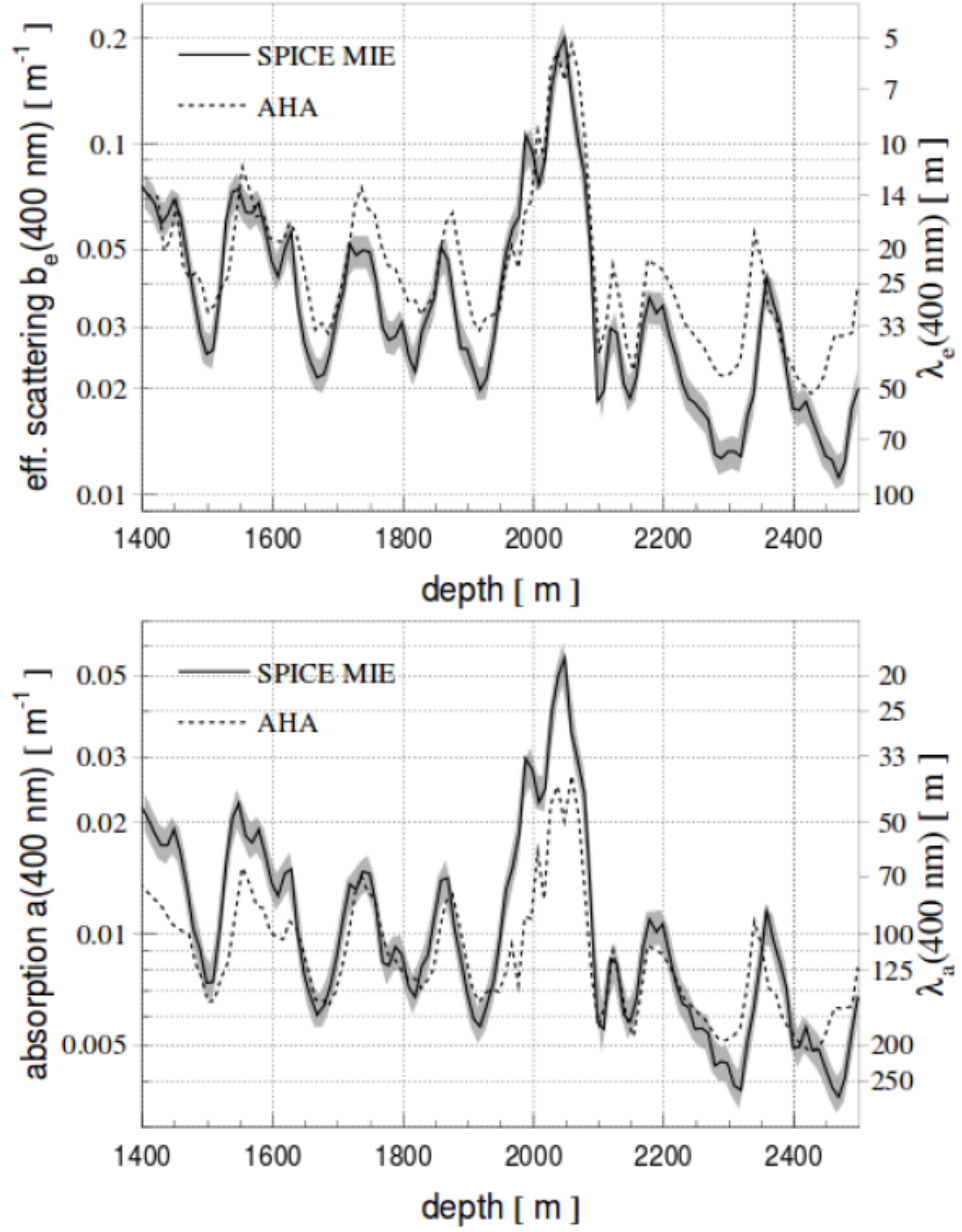 SPICE MIE
AHA
eff. scattering b_e(400 nm) [ m^-1 ]
0.2
0.1
0.05
0.03
0.02
0.01
λ_e(400 nm) [ m ]
5
7
10
14
20
25
33
50
70
100
1400 1600 1800 2000 2200 2400
depth [ m ]
SPICE MIE
AHA
absorption a(400 nm) [ m^-1 ]
0.05
0.03
0.02
0.01
0.005
λ_a(400 nm) [ m ]
20
25
33
50
70
100
125
200
250
1400 1600 1800 2000 2200 2400
depth [ m ]